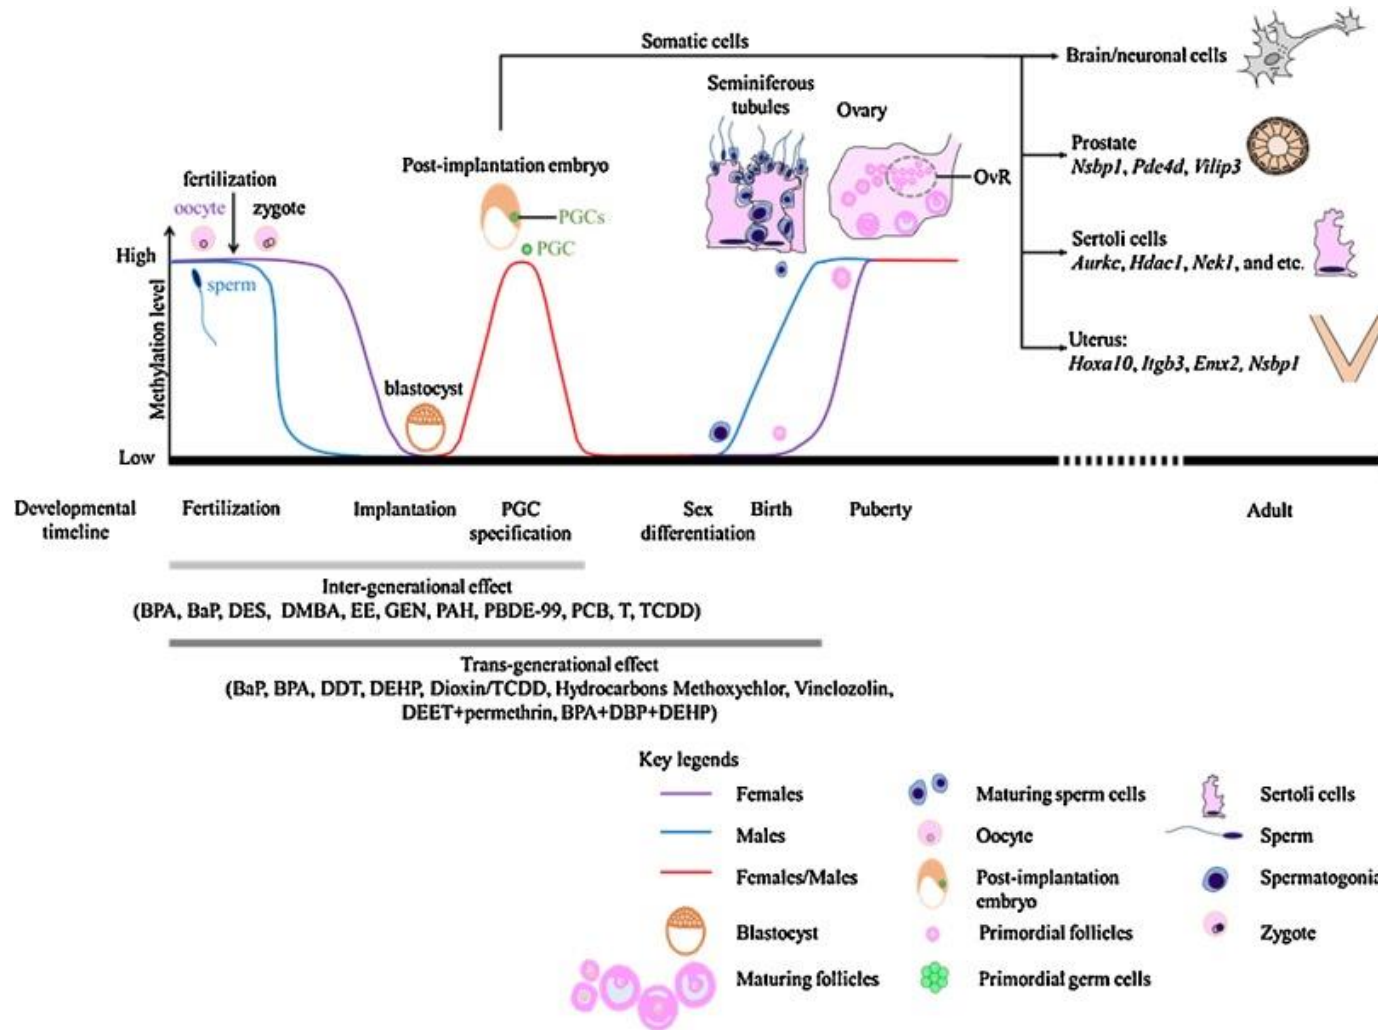 Somatic cells
Brain/neuronal cells
Seminiferous
tubules
Ovary
Prostate
Nsbp1, Pde4d, Vilip3
Post-implantation embryo
OvR
fertilization
oocyte
zygote
PGCs
PGC
Sertoli cells
Aurkc, Hdac1, Nek1, and etc.
High
sperm
Methylation level
Uterus:
Hoxa10, Itgb3, Emx2, Nsbp1
blastocyst
Low
Developmental
timeline
Fertilization
Implantation
PGC
specification
Sex
differentiation
Birth
Puberty
Adult
Inter-generational effect
(BPA, BaP, DES, DMBA, EE, GEN, PAH, PBDE-99, PCB, T, TCDD)
Trans-generational effect
(BaP, BPA, DDT, DEHP, Dioxin/TCDD, Hydrocarbons Methoxychlor, Vinclozolin,
DEET+permethrin, BPA+DBP+DEHP)
Key legends
Females
Maturing sperm cells
Sertoli cells
Males
Oocyte
Sperm
Females/Males
Post-implantation
embryo
Spermatogonia
Blastocyst
Primordial follicles
Zygote
Maturing follicles
Primordial germ cells